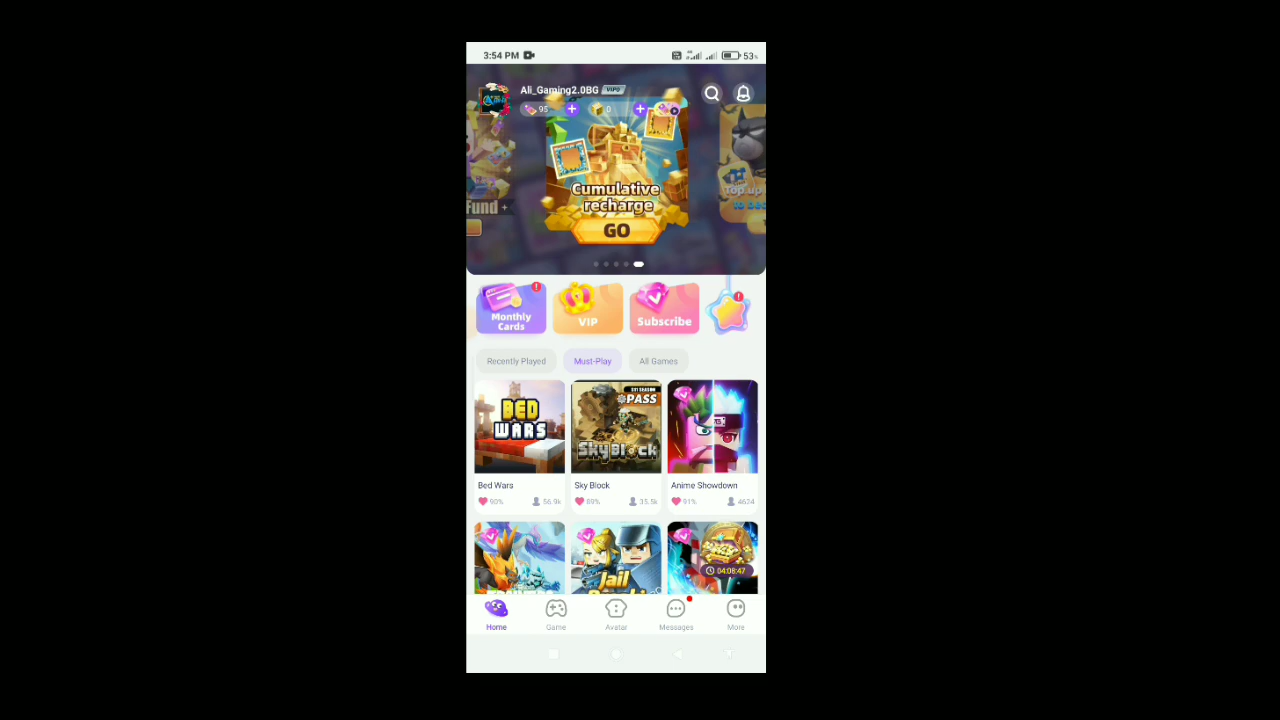 3:54 PM
53%
Ali_Gaming2.0BG VIP0
95
0
Cumulative
recharge
GO
Fund
Top up
Monthly
Cards
VIP
Subscribe
Recently Played
Must-Play
All Games
BED
WARS
PASS
SkyBlock
Bed Wars
Sky Block
Anime Showdown
90%
56.9k
89%
35.5k
91%
4624
Jail
04:08:47
Home
Game
Avatar
Messages
More